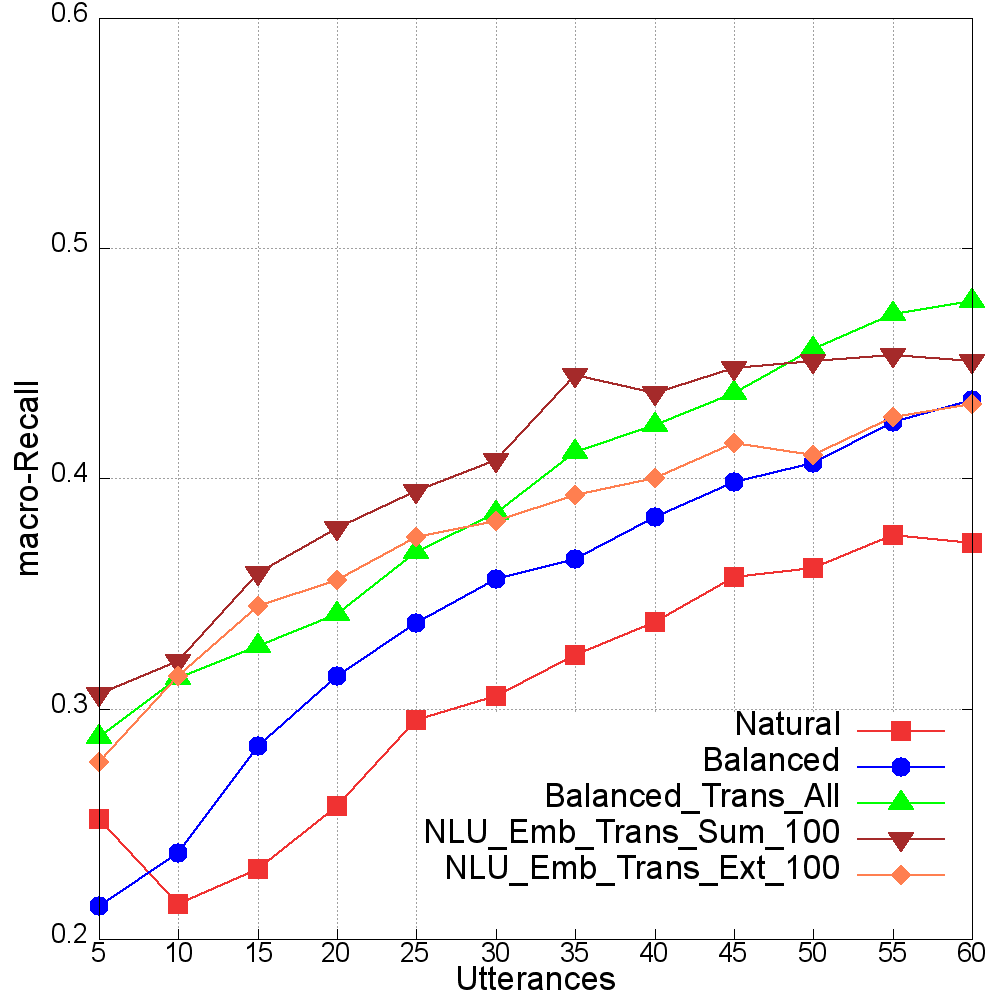 0.6
0.5
0.4
0.3
0.2
macro-Recall
Natural
Balanced
Balanced_Trans_All
NLU_Emb_Trans_Sum_100
NLU_Emb_Trans_Ext_100
5 10 15 20 25 30 35 40 45 50 55 60
Utterances